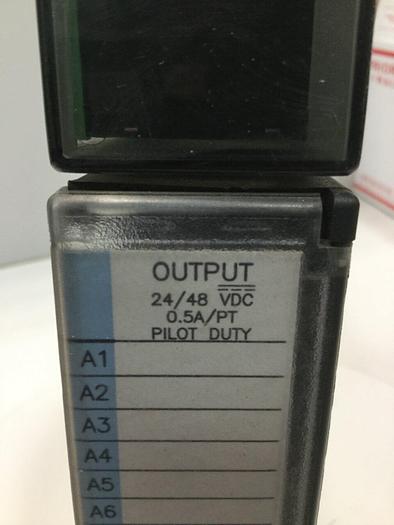 OUTPUT
24/48 VDC
0.5A/PT
PILOT DUTY
A1
A2
A3
A4
A5
A6